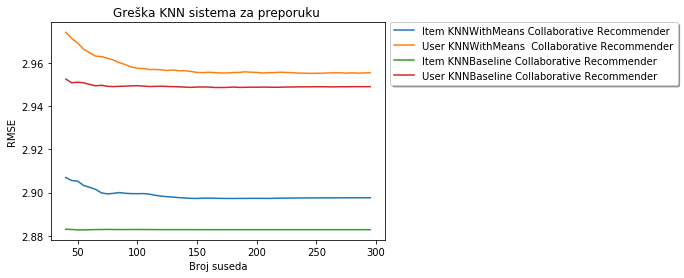 Greška KNN sistema za preporuku
Item KNNWithMeans Collaborative Recommender
User KNNWithMeans  Collaborative Recommender
Item KNNBaseline Collaborative Recommender
User KNNBaseline Collaborative Recommender
RMSE
2.96
2.94
2.92
2.90
2.88
50 100 150 200 250 300
Broj suseda